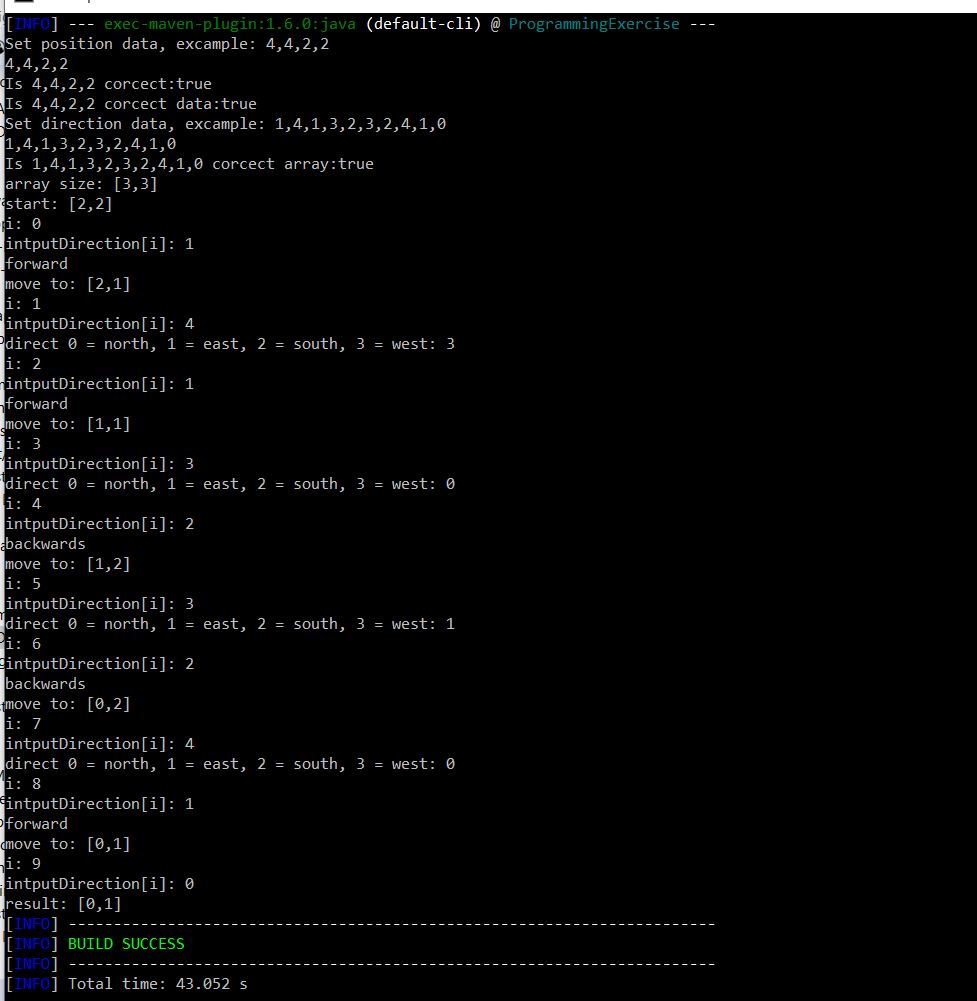 [INFO] --- exec-maven-plugin:1.6.0:java (default-cli) @ ProgrammingExercise ---
Set position data, excample: 4,4,2,2
4,4,2,2
Is 4,4,2,2 corcect:true
Is 4,4,2,2 corcect data:true
Set direction data, excample: 1,4,1,3,2,3,2,4,1,0
1,4,1,3,2,3,2,4,1,0
Is 1,4,1,3,2,3,2,4,1,0 corcect array:true
array size: [3,3]
start: [2,2]
i: 0
intputDirection[i]: 1
forward
move to: [2,1]
i: 1
intputDirection[i]: 4
direct 0 = north, 1 = east, 2 = south, 3 = west: 3
i: 2
intputDirection[i]: 1
forward
move to: [1,1]
i: 3
intputDirection[i]: 3
direct 0 = north, 1 = east, 2 = south, 3 = west: 0
i: 4
intputDirection[i]: 2
backwards
move to: [1,2]
i: 5
intputDirection[i]: 3
direct 0 = north, 1 = east, 2 = south, 3 = west: 1
i: 6
intputDirection[i]: 2
backwards
move to: [0,2]
i: 7
intputDirection[i]: 4
direct 0 = north, 1 = east, 2 = south, 3 = west: 0
i: 8
intputDirection[i]: 1
forward
move to: [0,1]
i: 9
intputDirection[i]: 0
result: [0,1]
[INFO] ------------------------------------------------------------------------
[INFO] BUILD SUCCESS
[INFO] ------------------------------------------------------------------------
[INFO] Total time: 43.052 s